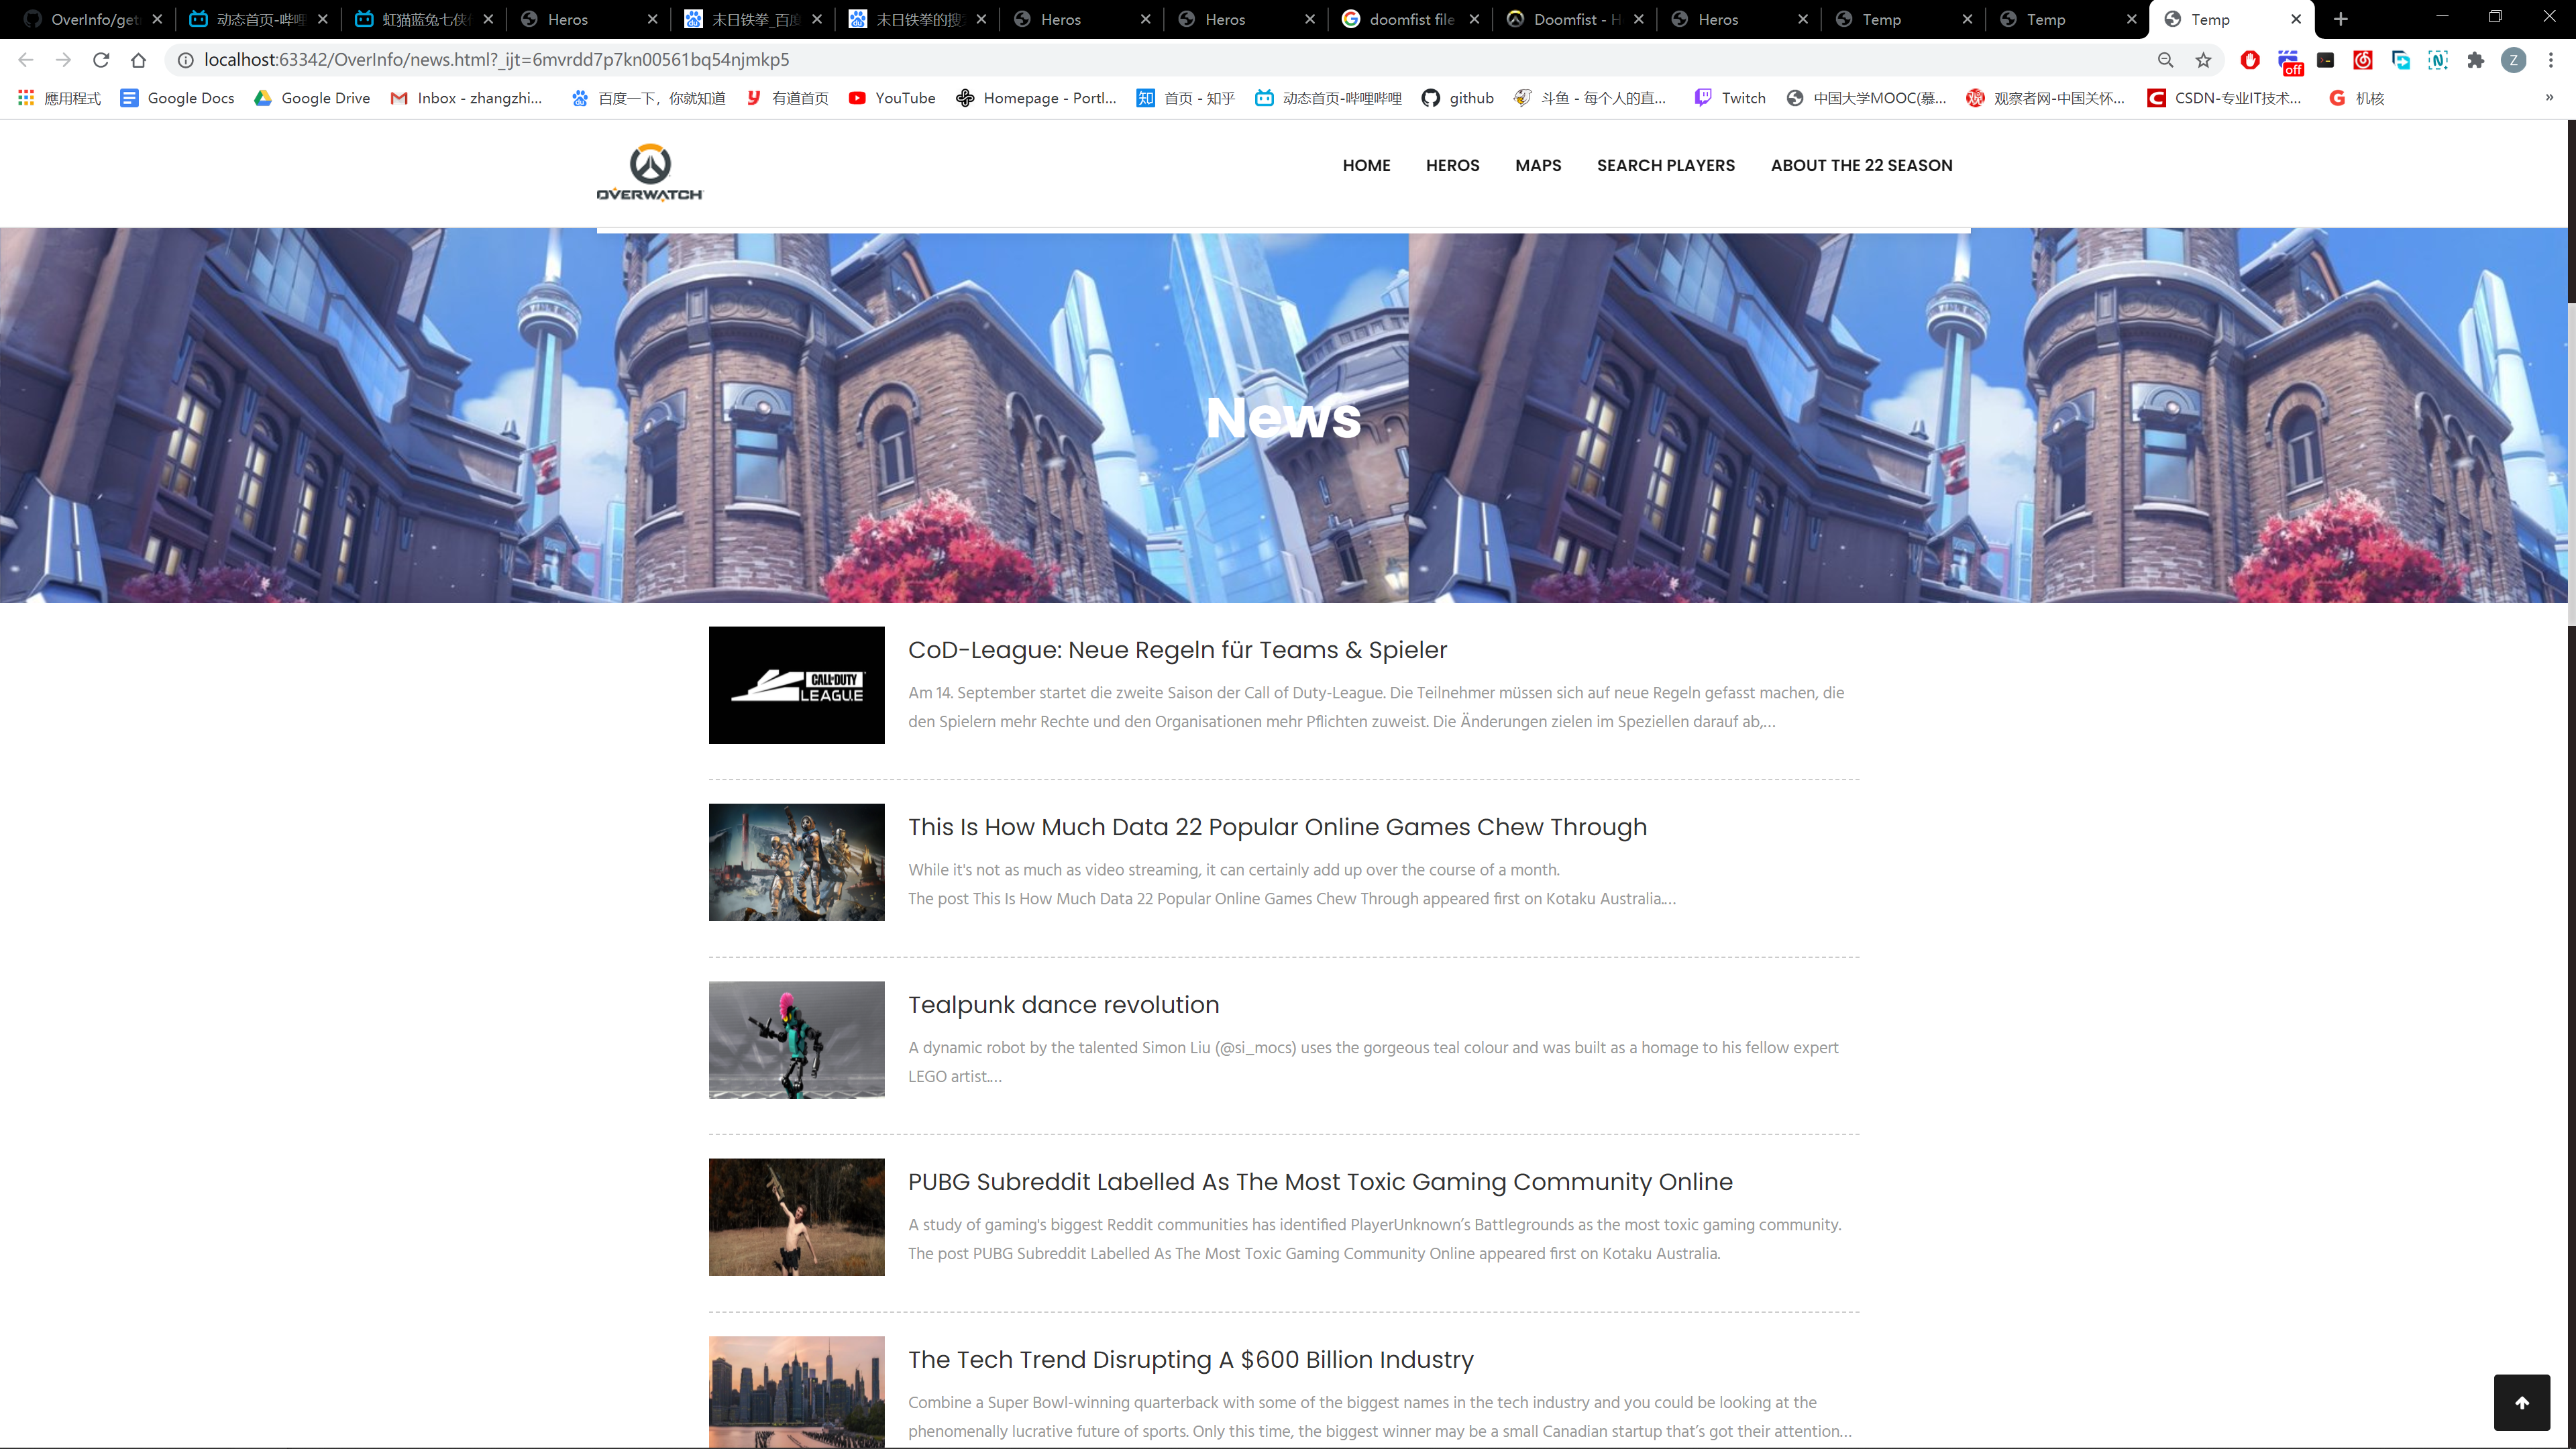 OverInfo/get
动态首页-哔哩
虹猫蓝兔七侠
Heros
末日铁拳_百度
末日铁拳的搜
Heros
Heros
doomfist file
Doomfist - H
Heros
Temp
Temp
Temp
localhost:63342/OverInfo/news.html?_ijt=6mvrdd7p7kn00561bq54njmkp5
off
Z
應用程式
Google Docs
Google Drive
Inbox - zhangzhi...
百度一下，你就知道
有道首页
YouTube
Homepage - Portl...
知
首页 - 知乎
动态首页-哔哩哔哩
github
斗鱼 - 每个人的直...
Twitch
中国大学MOOC(慕...
观察者网-中国关怀...
CSDN-专业IT技术...
机核
»
OVERWATCH
HOME
HEROS
MAPS
SEARCH PLAYERS
ABOUT THE 22 SEASON
News
CALL OF DUTY
LEAGUE
CoD-League: Neue Regeln für Teams & Spieler
Am 14. September startet die zweite Saison der Call of Duty-League. Die Teilnehmer müssen sich auf neue Regeln gefasst machen, die
den Spielern mehr Rechte und den Organisationen mehr Pflichten zuweist. Die Änderungen zielen im Speziellen darauf ab,...
This Is How Much Data 22 Popular Online Games Chew Through
While it's not as much as video streaming, it can certainly add up over the course of a month.
The post This Is How Much Data 22 Popular Online Games Chew Through appeared first on Kotaku Australia....
Tealpunk dance revolution
A dynamic robot by the talented Simon Liu (@si_mocs) uses the gorgeous teal colour and was built as a homage to his fellow expert
LEGO artist....
PUBG Subreddit Labelled As The Most Toxic Gaming Community Online
A study of gaming's biggest Reddit communities has identified PlayerUnknown’s Battlegrounds as the most toxic gaming community.
The post PUBG Subreddit Labelled As The Most Toxic Gaming Community Online appeared first on Kotaku Australia.
The Tech Trend Disrupting A $600 Billion Industry
Combine a Super Bowl-winning quarterback with some of the biggest names in the tech industry and you could be looking at the
phenomenally lucrative future of sports. Only this time, the biggest winner may be a small Canadian startup that’s got their attention...